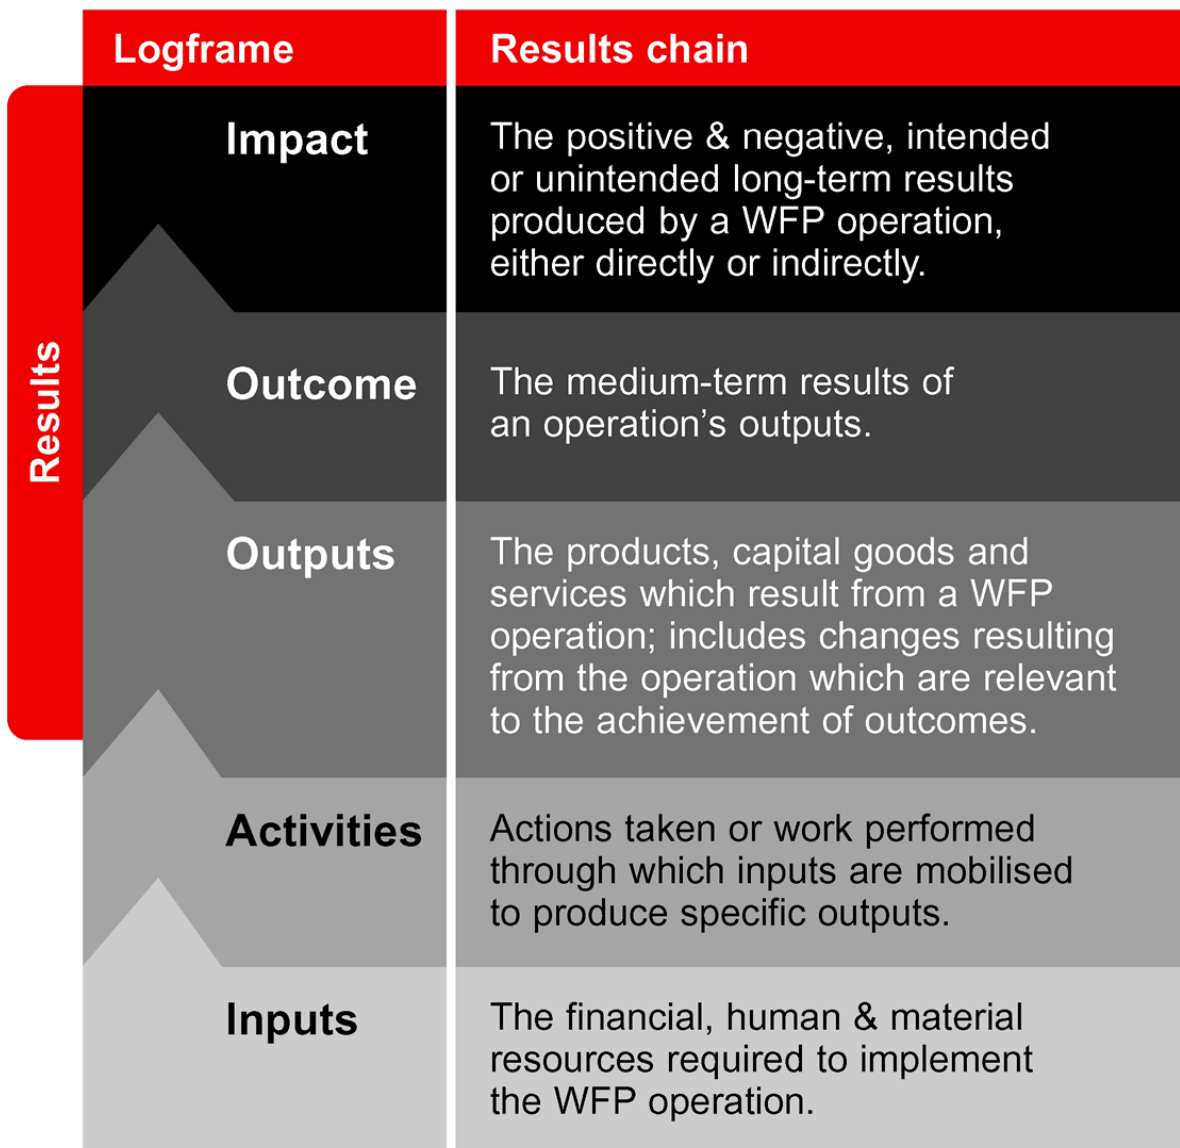 Logframe
Results chain
Results
Impact
The positive & negative, intended
or unintended long-term results
produced by a WFP operation,
either directly or indirectly.
Outcome
The medium-term results of
an operation’s outputs.
Outputs
The products, capital goods and
services which result from a WFP
operation; includes changes resulting
from the operation which are relevant
to the achievement of outcomes.
Activities
Actions taken or work performed
through which inputs are mobilised
to produce specific outputs.
Inputs
The financial, human & material
resources required to implement
the WFP operation.